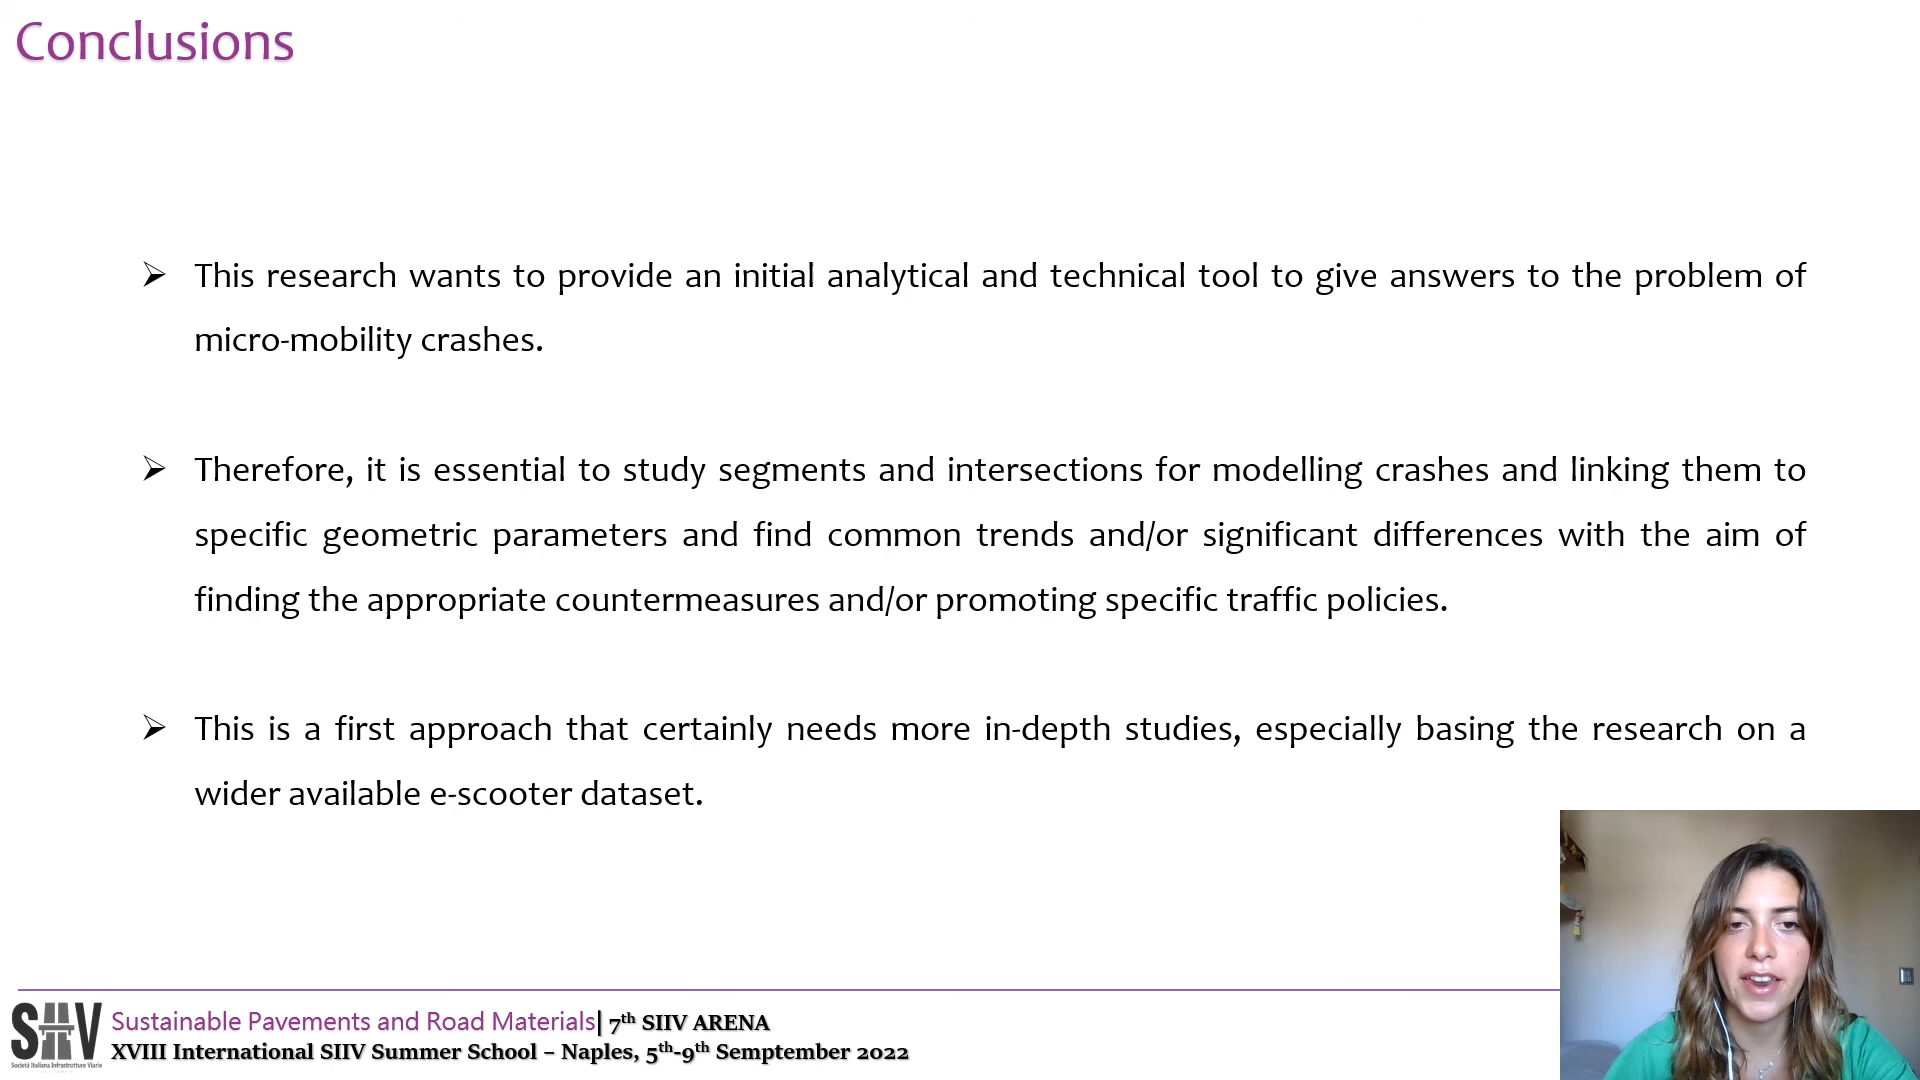 Conclusions
➢ This research wants to provide an initial analytical and technical tool to give answers to the problem of
micro-mobility crashes.
➢ Therefore, it is essential to study segments and intersections for modelling crashes and linking them to
specific geometric parameters and find common trends and/or significant differences with the aim of
finding the appropriate countermeasures and/or promoting specific traffic policies.
➢ This is a first approach that certainly needs more in-depth studies, especially basing the research on a
wider available e-scooter dataset.
SIIV
Società Italiana Infrastrutture Viarie
Sustainable Pavements and Road Materials| 7th SIIV ARENA
XVIII International SIIV Summer School – Naples, 5th-9th Semptember 2022